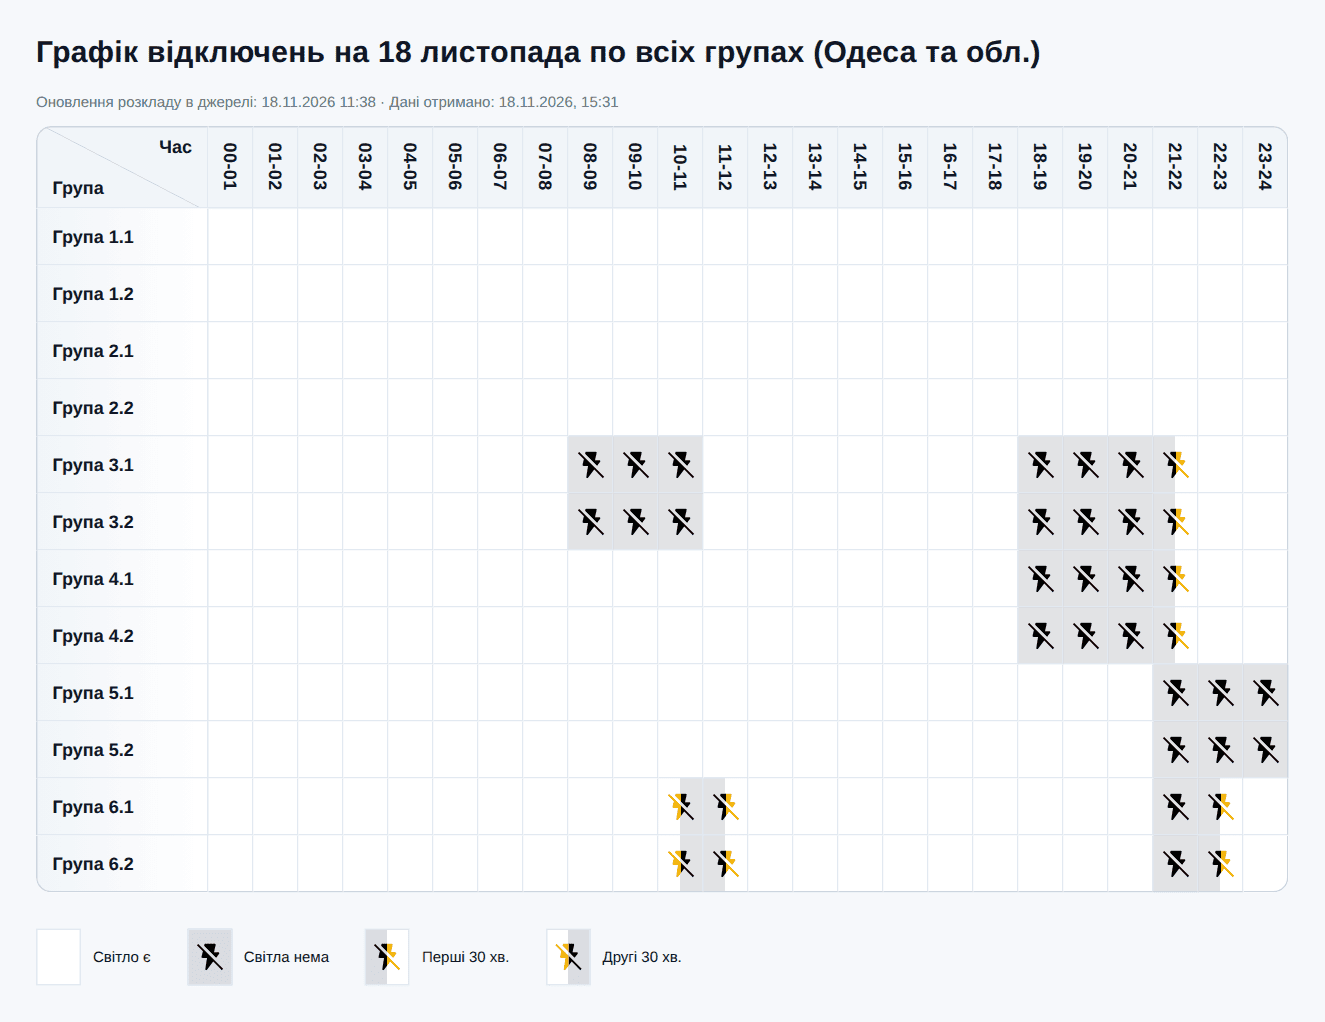 Графік відключень на 18 листопада по всіх групах (Одеса та обл.)
Оновлення розкладу в джерелі: 18.11.2026 11:38 · Дані отримано: 18.11.2026, 15:31
Час
Група
00-01
01-02
02-03
03-04
04-05
05-06
06-07
07-08
08-09
09-10
10-11
11-12
12-13
13-14
14-15
15-16
16-17
17-18
18-19
19-20
20-21
21-22
22-23
23-24
Група 1.1
Група 1.2
Група 2.1
Група 2.2
Група 3.1
Група 3.2
Група 4.1
Група 4.2
Група 5.1
Група 5.2
Група 6.1
Група 6.2
Світло є
Світла нема
Перші 30 хв.
Другі 30 хв.